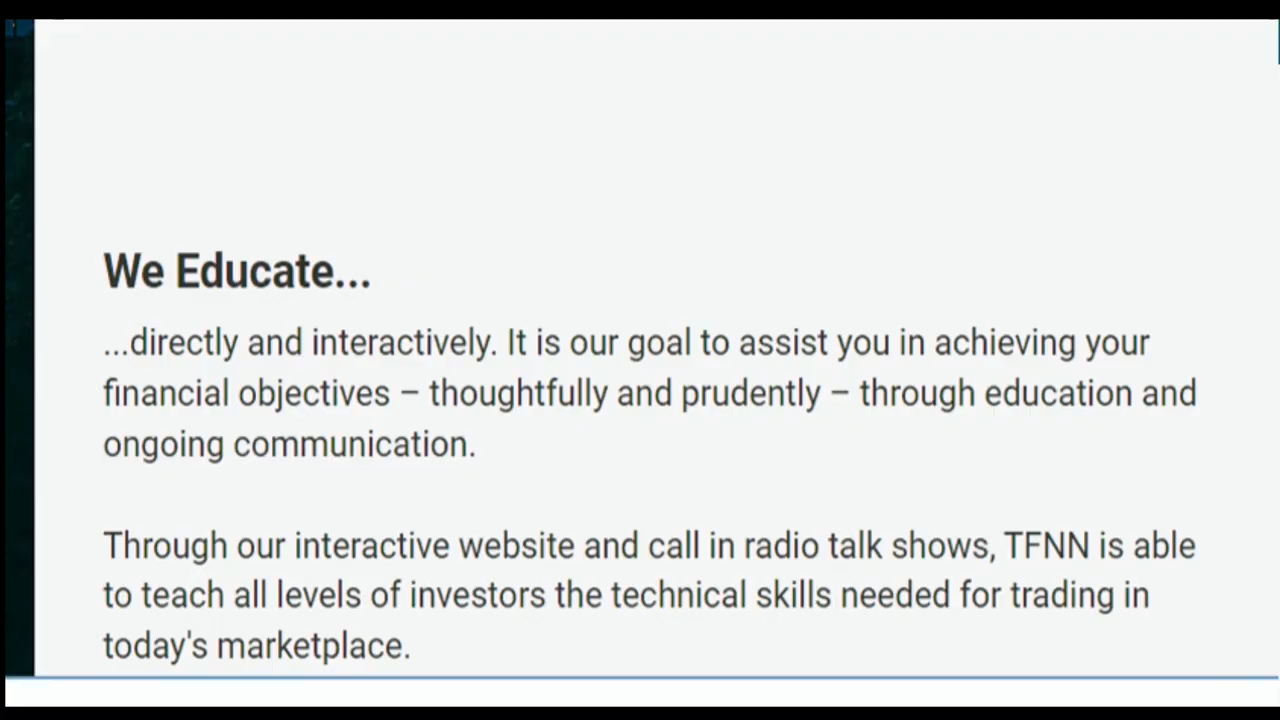 We Educate...
...directly and interactively. It is our goal to assist you in achieving your
financial objectives – thoughtfully and prudently – through education and
ongoing communication.
Through our interactive website and call in radio talk shows, TFNN is able
to teach all levels of investors the technical skills needed for trading in
today's marketplace.